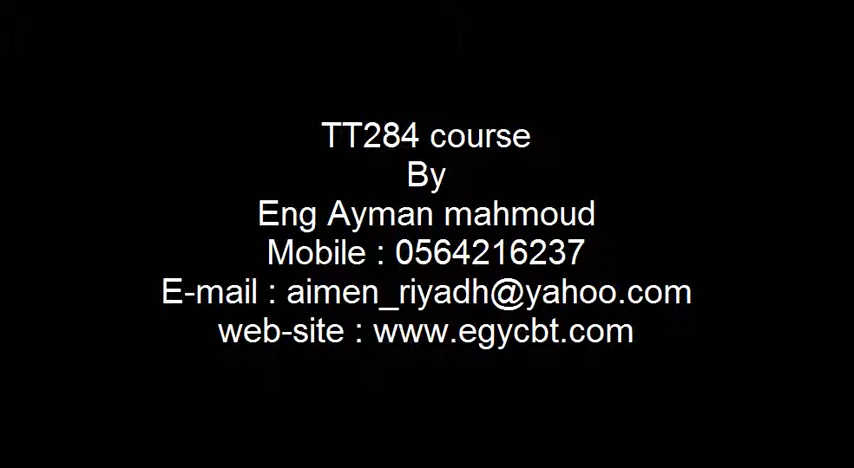 TT284 course
By
Eng Ayman mahmoud
Mobile : 0564216237
E-mail : aimen_riyadh@yahoo.com
web-site : www.egycbt.com